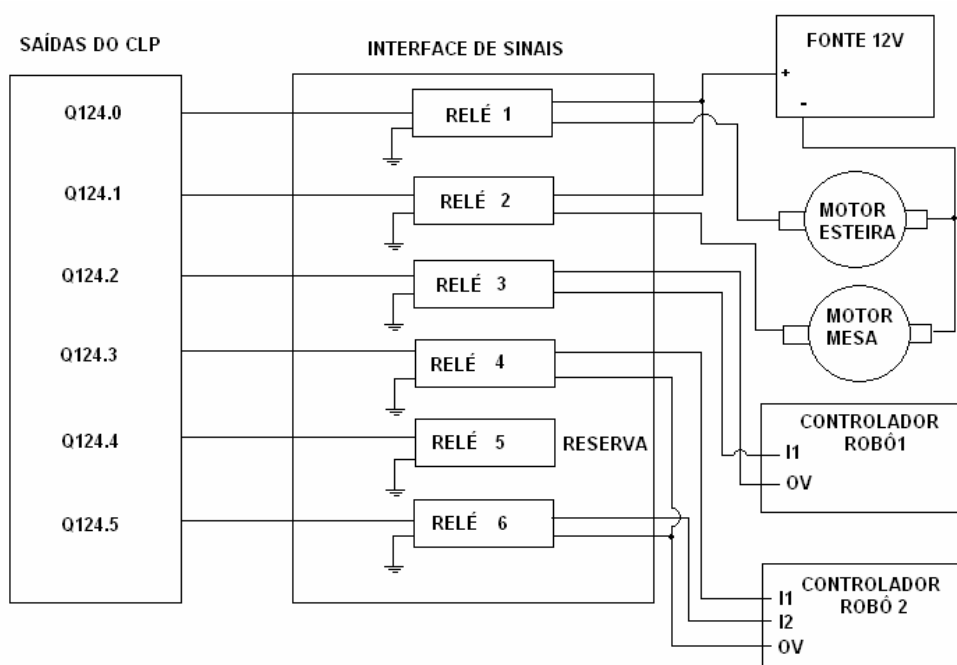 SAÍDAS DO CLP
Q124.0
Q124.1
Q124.2
Q124.3
Q124.4
Q124.5
INTERFACE DE SINAIS
RELÉ 1
RELÉ 2
RELÉ 3
RELÉ 4
RELÉ 5
RESERVA
RELÉ 6
FONTE 12V
+
-
MOTOR
ESTEIRA
MOTOR
MESA
CONTROLADOR
ROBÔ1
I1
OV
CONTROLADOR
ROBÔ 2
I1
I2
OV